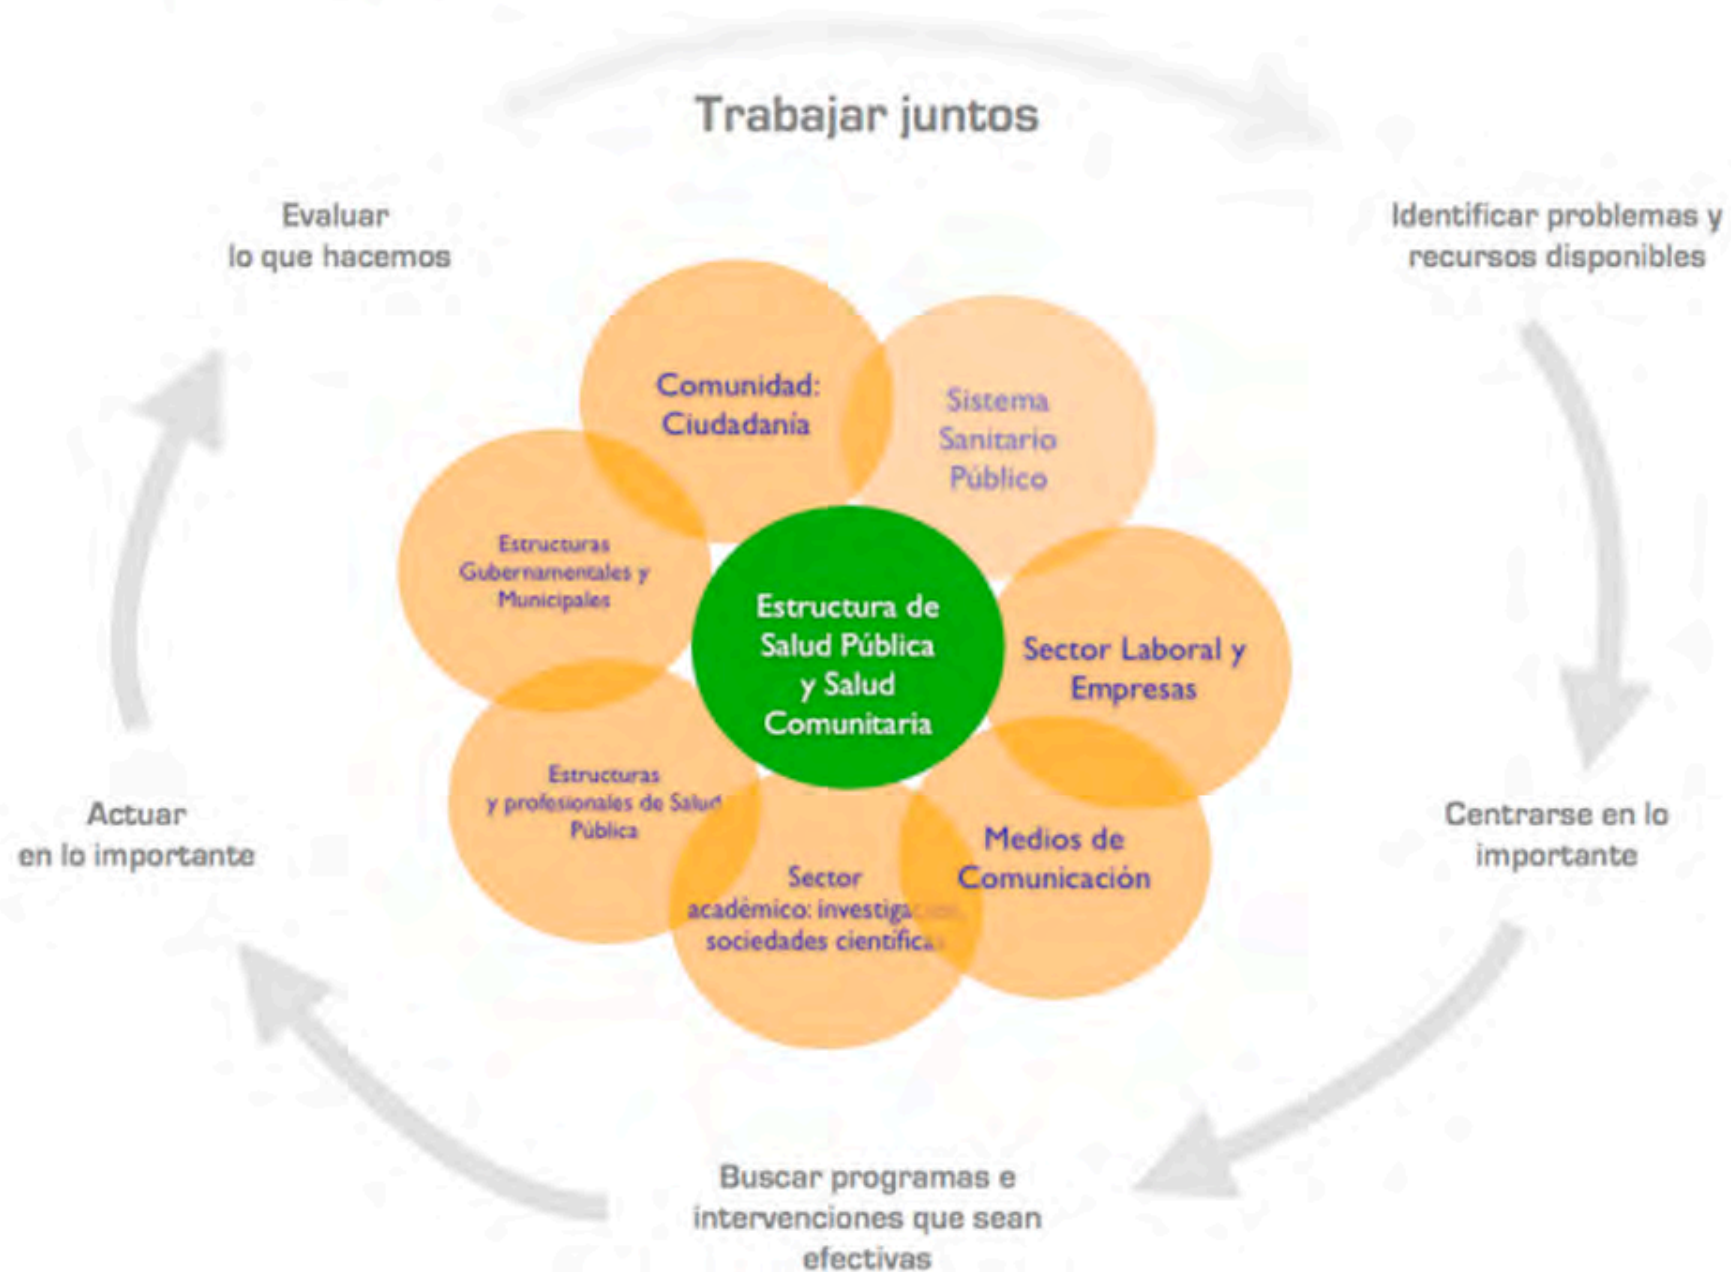 Trabajar juntos
Evaluar
lo que hacemos
Identificar problemas y
recursos disponibles
Comunidad:
Ciudadanía
Sistema
Sanitario
Público
Estructuras
Gubernamentales y
Municipales
Estructura de
Salud Pública
y Salud
Comunitaria
Sector Laboral y
Empresas
Estructuras
y profesionales de Salud
Pública
Medios de
Comunicación
Sector
académico: investigación,
sociedades científicas
Actuar
en lo importante
Centrarse en lo
importante
Buscar programas e
intervenciones que sean
efectivas